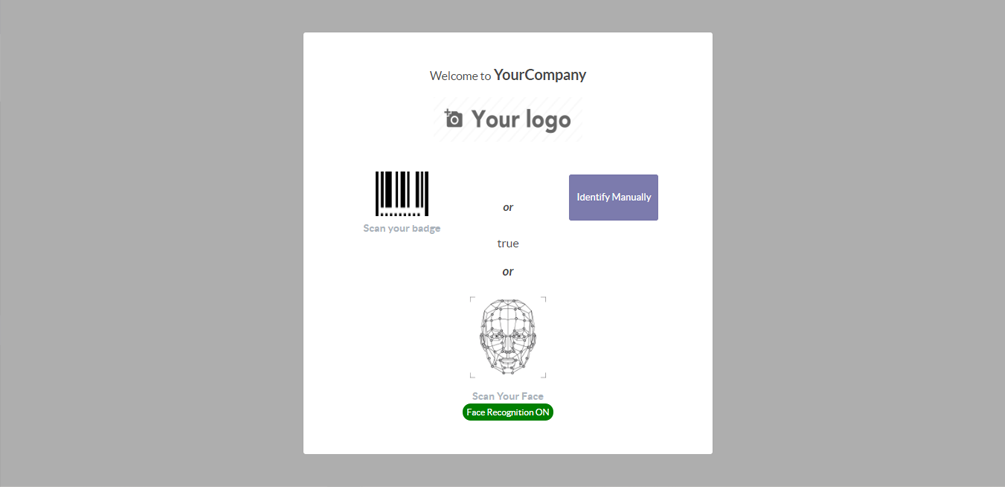 Welcome to YourCompany
Your logo
Scan your badge
or
Identify Manually
true
or
Scan Your Face
Face Recognition ON